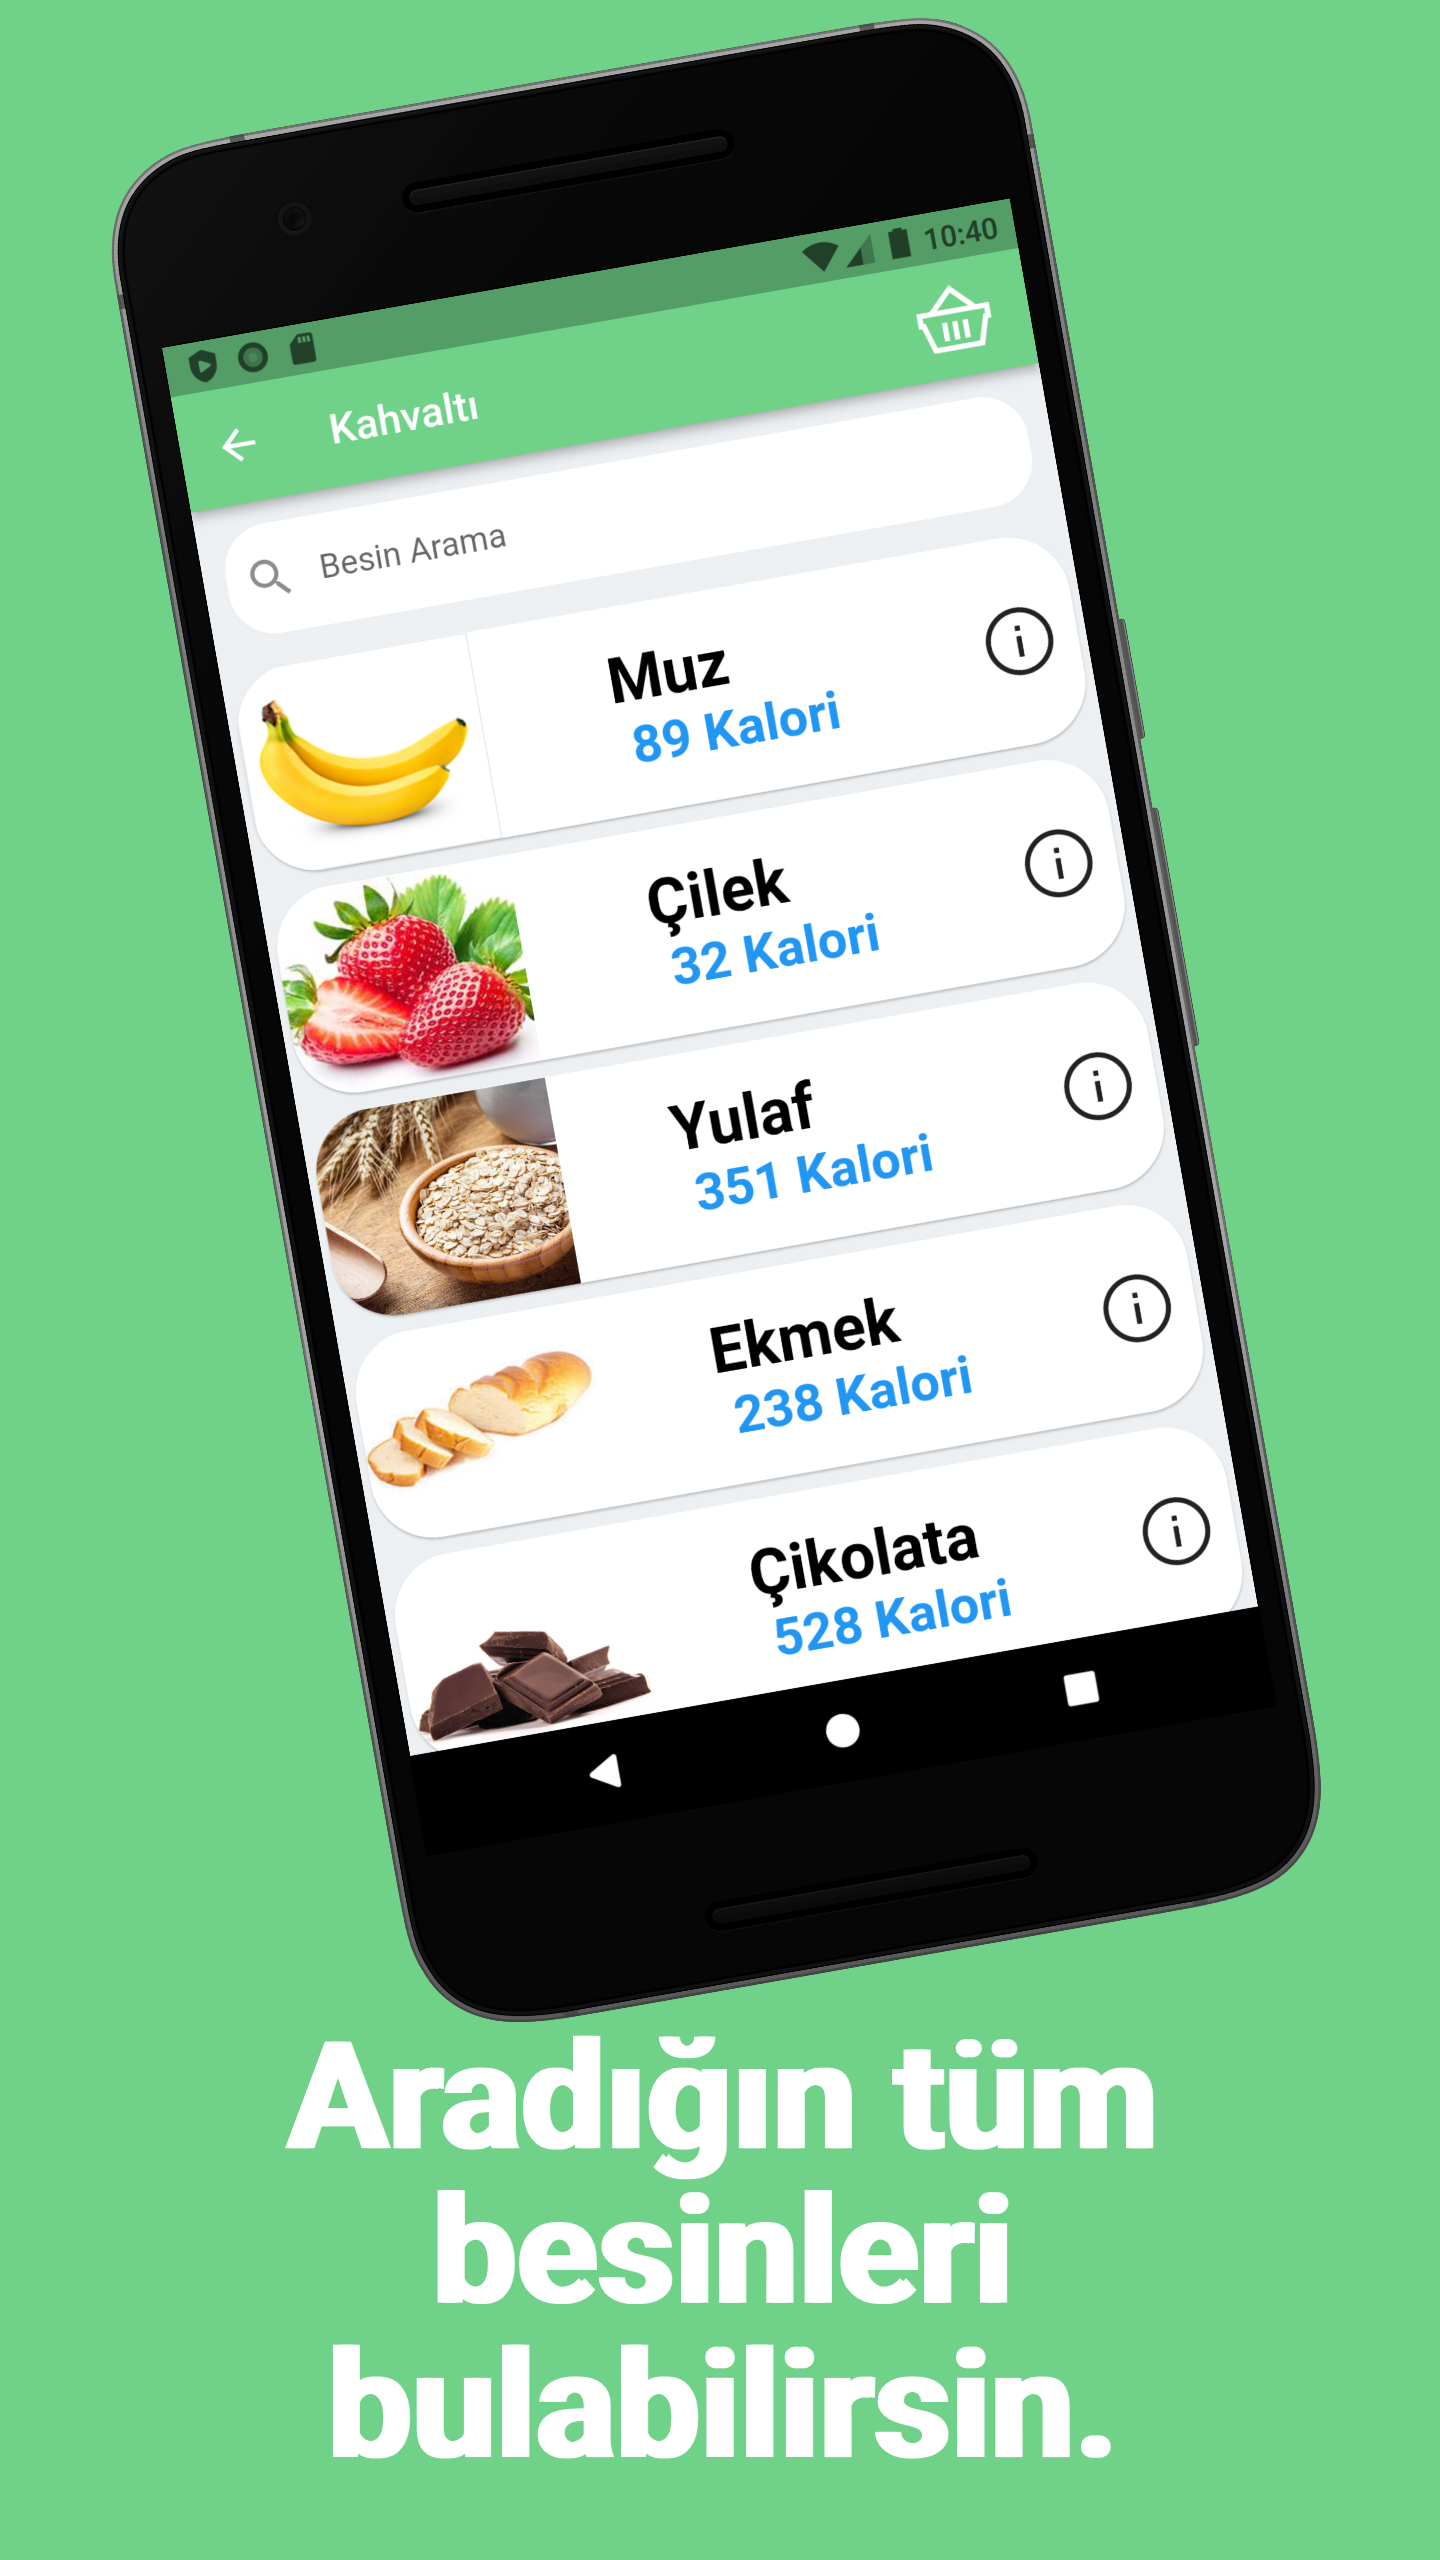 10:40
Kahvaltı
Besin Arama
Muz
89 Kalori
Çilek
32 Kalori
Yulaf
351 Kalori
Ekmek
238 Kalori
Çikolata
528 Kalori
Aradığın tüm
besinleri
bulabilirsin.